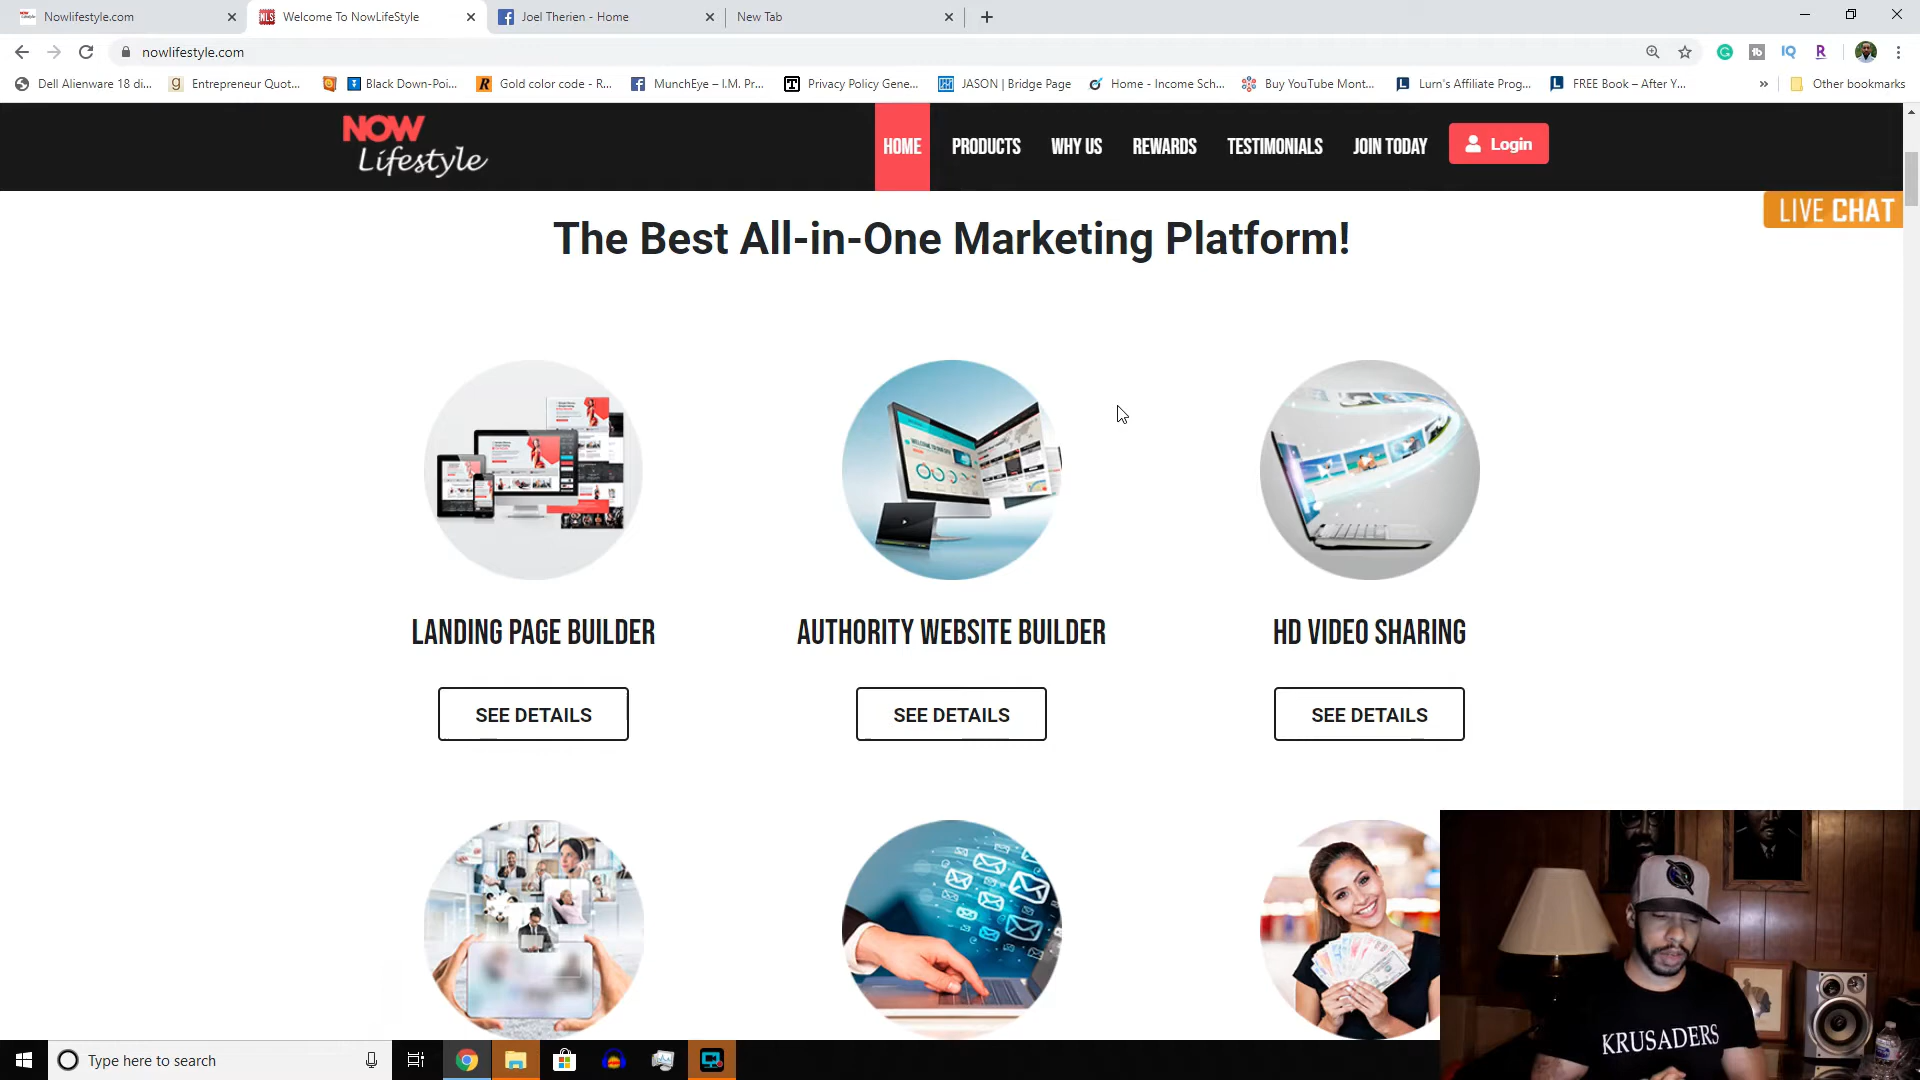 Nowlifestyle.com
Welcome To NowLifeStyle
Joel Therien - Home
New Tab
nowlifestyle.com
Dell Alienware 18 di...
Entrepreneur Quot...
Black Down-Poi...
Gold color code - R...
MunchEye – I.M. Pr...
Privacy Policy Gene...
JASON | Bridge Page
Home - Income Sch...
Buy YouTube Mont...
Lurn's Affiliate Prog...
FREE Book – After Y...
Other bookmarks
NOW
Lifestyle
HOME
PRODUCTS
WHY US
REWARDS
TESTIMONIALS
JOIN TODAY
Login
LIVE CHAT
The Best All-in-One Marketing Platform!
LANDING PAGE BUILDER
AUTHORITY WEBSITE BUILDER
HD VIDEO SHARING
SEE DETAILS
SEE DETAILS
SEE DETAILS
KRUSADERS
Type here to search